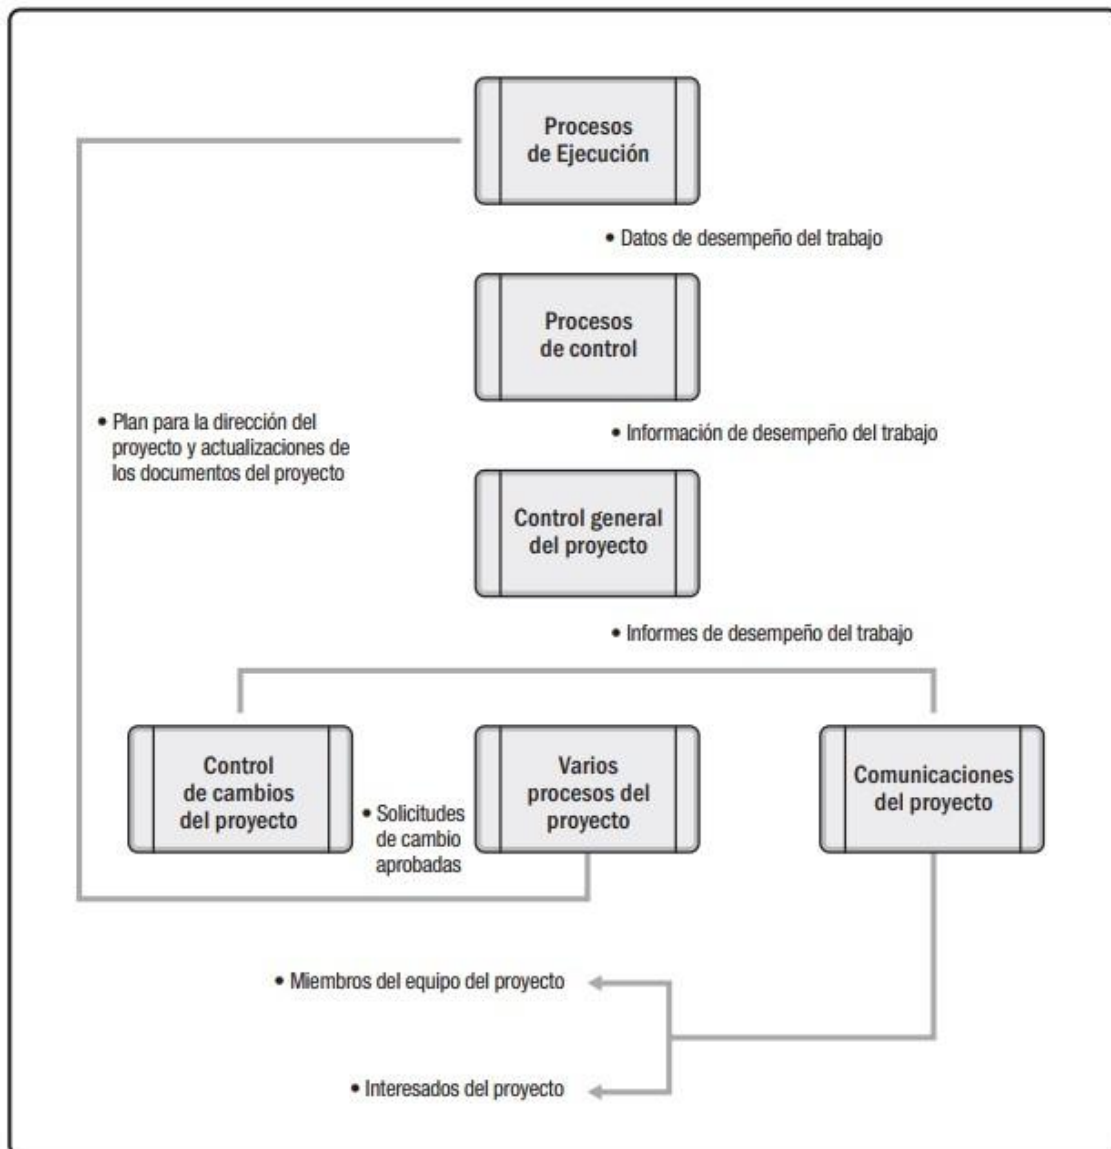 Procesos
de Ejecución
• Datos de desempeño del trabajo
Procesos
de control
• Plan para la dirección del
proyecto y actualizaciones de
los documentos del proyecto
• Información de desempeño del trabajo
Control general
del proyecto
• Informes de desempeño del trabajo
Control
de cambios
del proyecto
• Solicitudes
de cambio
aprobadas
Varios
procesos del
proyecto
Comunicaciones
del proyecto
• Miembros del equipo del proyecto
• Interesados del proyecto